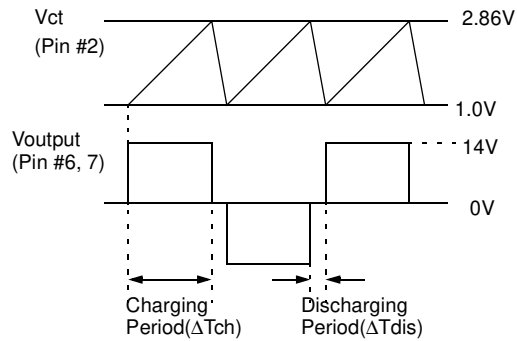 Vct
(Pin #2)
2.86V
1.0V
Voutput
(Pin #6, 7)
14V
0V
Charging
Period(ΔTch)
Discharging
Period(ΔTdis)